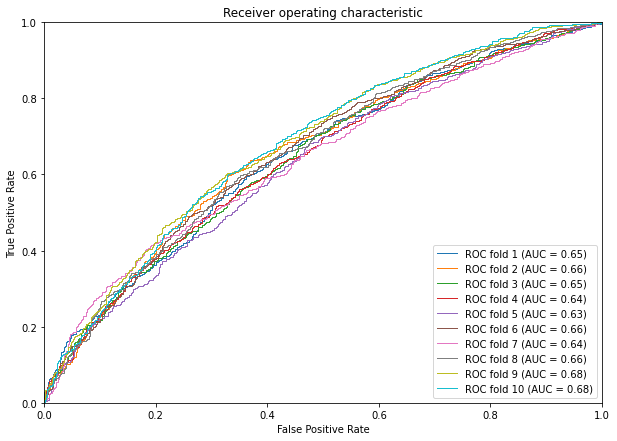 Receiver operating characteristic
1.0
0.8
0.6
0.4
0.2
0.0
True Positive Rate
ROC fold 1 (AUC = 0.65)
ROC fold 2 (AUC = 0.66)
ROC fold 3 (AUC = 0.65)
ROC fold 4 (AUC = 0.64)
ROC fold 5 (AUC = 0.63)
ROC fold 6 (AUC = 0.66)
ROC fold 7 (AUC = 0.64)
ROC fold 8 (AUC = 0.66)
ROC fold 9 (AUC = 0.68)
ROC fold 10 (AUC = 0.68)
0.0 0.2 0.4 0.6 0.8 1.0
False Positive Rate